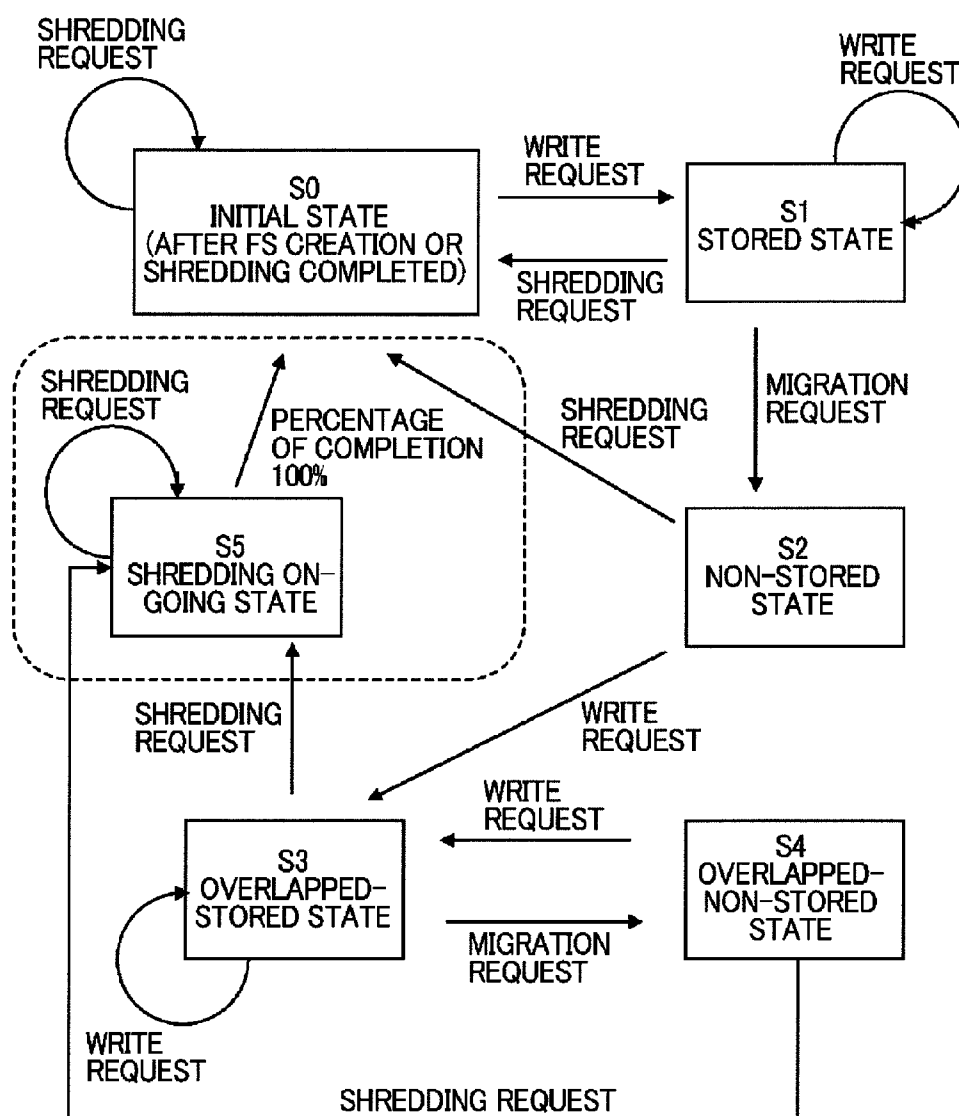 SHREDDING
REQUEST
WRITE
REQUEST
S0
INITIAL STATE
(AFTER FS CREATION OR
SHREDDING COMPLETED)
WRITE
REQUEST
S1
STORED STATE
SHREDDING
REQUEST
SHREDDING
REQUEST
PERCENTAGE
OF COMPLETION
100%
SHREDDING
REQUEST
MIGRATION
REQUEST
S5
SHREDDING ON-
GOING STATE
S2
NON-STORED
STATE
SHREDDING
REQUEST
WRITE
REQUEST
WRITE
REQUEST
S3
OVERLAPPED-
STORED STATE
S4
OVERLAPPED-
NON-STORED
STATE
MIGRATION
REQUEST
WRITE
REQUEST
SHREDDING REQUEST